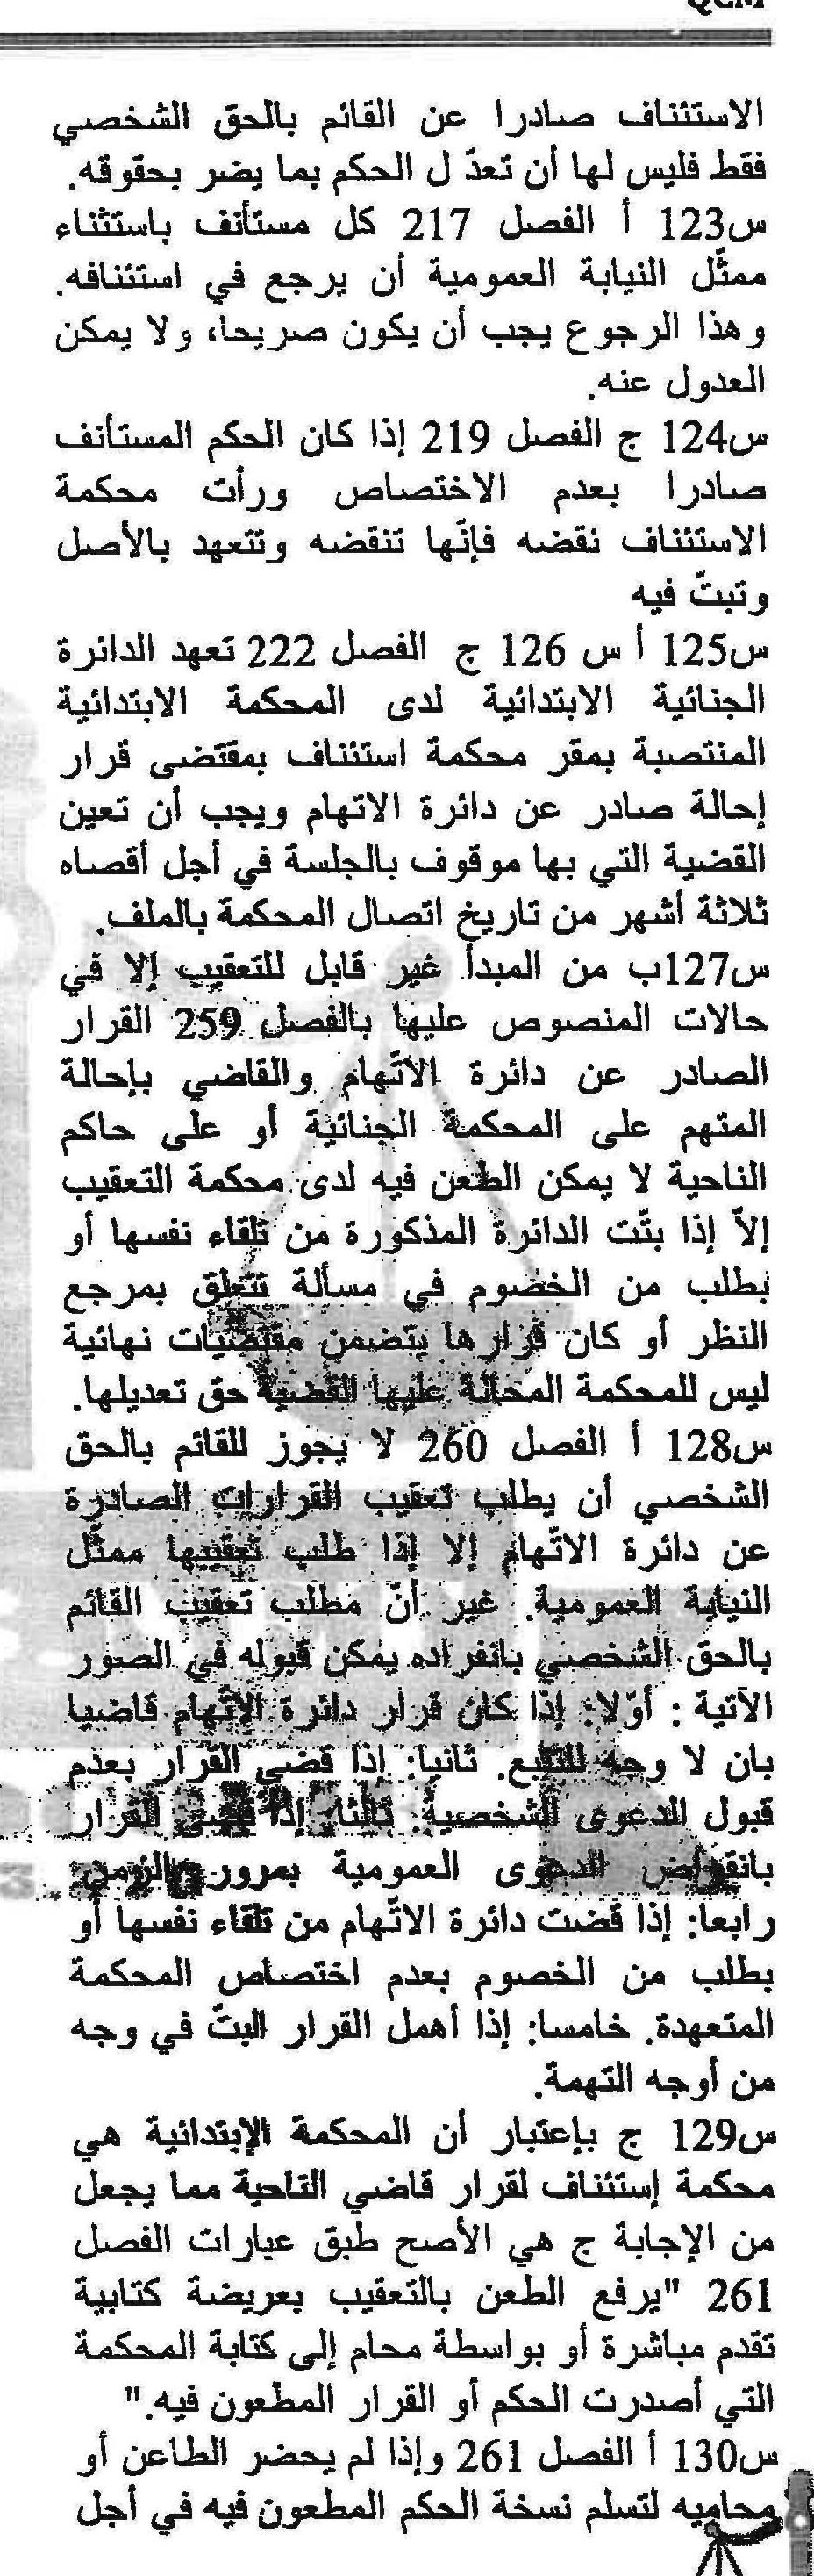 QCM
الاستئناف صادرا عن القائم بالحق الشخصي
فقط فليس لها أن تعدّ ل الحكم بما يضر بحقوقه.
س123 أ الفصل 217 كل مستأنف باستثناء
ممثّل النيابة العمومية أن يرجع في استئنافه.
وهذا الرجوع يجب أن يكون صريحا، ولا يمكن
العدول عنه.
س124 ج الفصل 219 إذا كان الحكم المستأنف
صادرا بعدم الاختصاص ورأت محكمة
الاستئناف نقضه فإنّها تنقضه وتتعهد بالأصل
وتبتّ فيه
س125 أ س 126 ج الفصل 222 تعهد الدائرة
الجنائية الابتدائية لدى المحكمة الابتدائية
المنتصبة بمقر محكمة استئناف بمقتضى قرار
إحالة صادر عن دائرة الاتهام ويجب أن تعين
القضية التي بها موقوف بالجلسة في أجل أقصاه
ثلاثة أشهر من تاريخ اتصال المحكمة بالملف.
س127ب من المبدأ غير قابل للتعقيب إلا في
حالات المنصوص عليها بالفصل 259 القرار
الصادر عن دائرة الاتّهام والقاضي بإحالة
المتهم على المحكمة الجنائية أو على حاكم
الناحية لا يمكن الطعن فيه لدى محكمة التعقيب
إلاّ إذا بتّت الدائرة المذكورة من تلقاء نفسها أو
بطلب من الخصوم في مسألة تتعلق بمرجع
النظر أو كان قرارها يتضمن مقتضيات نهائية
ليس للمحكمة المحالة عليها القضية حق تعديلها.
س128 أ الفصل 260 لا يجوز للقائم بالحق
الشخصي أن يطلب تعقيب القرارات الصادرة
عن دائرة الاتّهام إلا إذا طلب تعقيبها ممثّل
النيابة العمومية. غير أنّ مطلب تعقيب القائم
بالحق الشخصي بانفراده يمكن قبوله في الصور
الآتية : أوّلا: إذا كان قرار دائرة الاتّهام قاضيا
بان لا وجه للتتبع. ثانيا: إذا قضى القرار بعدم
قبول الدعوى الشخصية. ثالثا: إذا قضى القرار
بانقراض الدعوى العمومية بمرور الزمن.
رابعا: إذا قضت دائرة الاتّهام من تلقاء نفسها أو
بطلب من الخصوم بعدم اختصاص المحكمة
المتعهدة. خامسا: إذا أهمل القرار البتّ في وجه
من أوجه التهمة.
س129 ج بإعتبار أن المحكمة الإبتدائية هي
محكمة إستئناف لقرار قاضي الناحية مما يجعل
من الإجابة ج هي الأصح طبق عبارات الفصل
261 "يرفع الطعن بالتعقيب بعريضة كتابية
تقدم مباشرة أو بواسطة محام إلى كتابة المحكمة
التي أصدرت الحكم أو القرار المطعون فيه."
س130 أ الفصل 261 وإذا لم يحضر الطاعن أو
محاميه لتسلم نسخة الحكم المطعون فيه في أجل